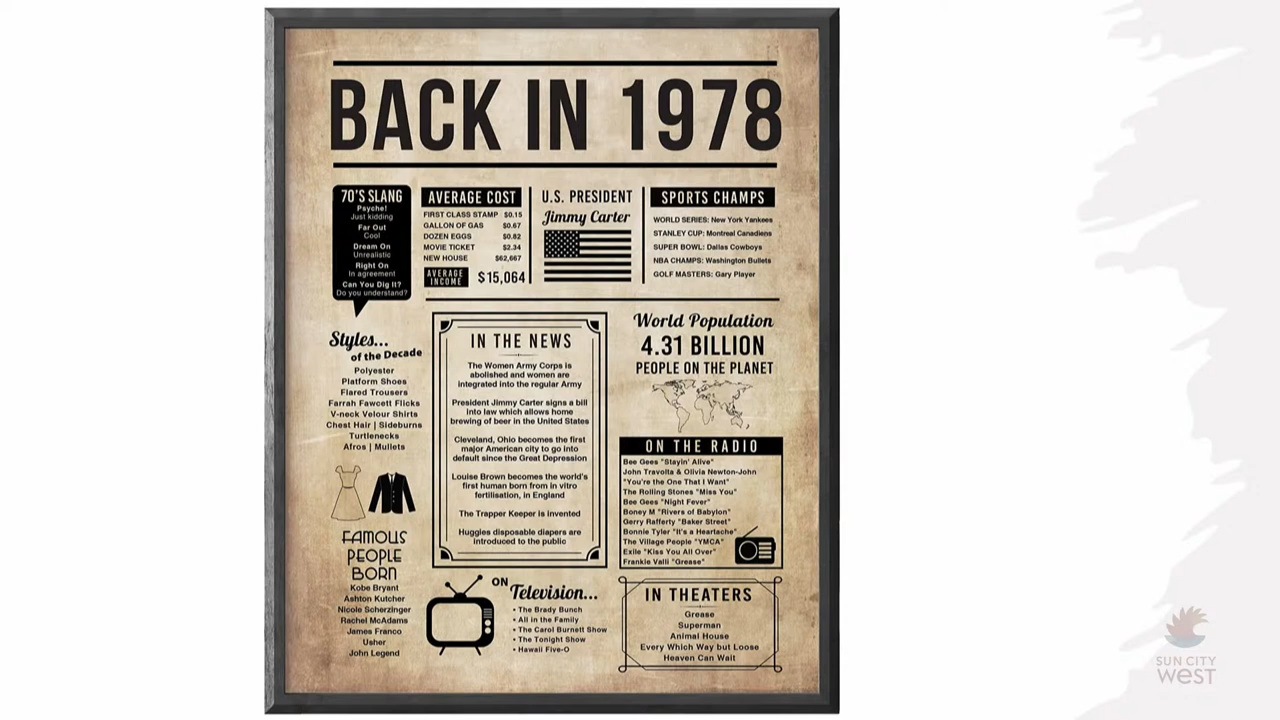 BACK IN 1978
70'S SLANG
Psyche!
Just kidding
Far Out
Cool
Dream On
Unrealistic
Right On
In agreement
Can You Dig It?
Do you understand?
AVERAGE COST
FIRST CLASS STAMP $0.15
GALLON OF GAS $0.67
DOZEN EGGS $0.82
MOVIE TICKET $2.34
NEW HOUSE $62,667
AVERAGE INCOME $15,064
U.S. PRESIDENT
Jimmy Carter
SPORTS CHAMPS
WORLD SERIES: New York Yankees
STANLEY CUP: Montreal Canadiens
SUPER BOWL: Dallas Cowboys
NBA CHAMPS: Washington Bullets
GOLF MASTERS: Gary Player
Styles...
of the Decade
Polyester
Platform Shoes
Flared Trousers
Farrah Fawcett Flicks
V-neck Velour Shirts
Chest Hair | Sideburns
Turtlenecks
Afros | Mullets
FAMOUS
PEOPLE
BORN
Kobe Bryant
Ashton Kutcher
Nicole Scherzinger
Rachel McAdams
James Franco
Usher
John Legend
IN THE NEWS
The Women Army Corps is
abolished and women are
integrated into the regular Army
President Jimmy Carter signs a bill
into law which allows home
brewing of beer in the United States
Cleveland, Ohio becomes the first
major American city to go into
default since the Great Depression
Louise Brown becomes the world's
first human born from in vitro
fertilisation, in England
The Trapper Keeper is invented
Huggies disposable diapers are
introduced to the public
ON Television...
• The Brady Bunch
• All in the Family
• The Carol Burnett Show
• The Tonight Show
• Hawaii Five-O
World Population
4.31 BILLION
PEOPLE ON THE PLANET
ON THE RADIO
Bee Gees "Stayin' Alive"
John Travolta & Olivia Newton-John
"You're the One That I Want"
The Rolling Stones "Miss You"
Bee Gees "Night Fever"
Boney M "Rivers of Babylon"
Gerry Rafferty "Baker Street"
Bonnie Tyler "It's a Heartache"
The Village People "YMCA"
Exile "Kiss You All Over"
Frankie Valli "Grease"
IN THEATERS
Grease
Superman
Animal House
Every Which Way but Loose
Heaven Can Wait
SUN CITY
west